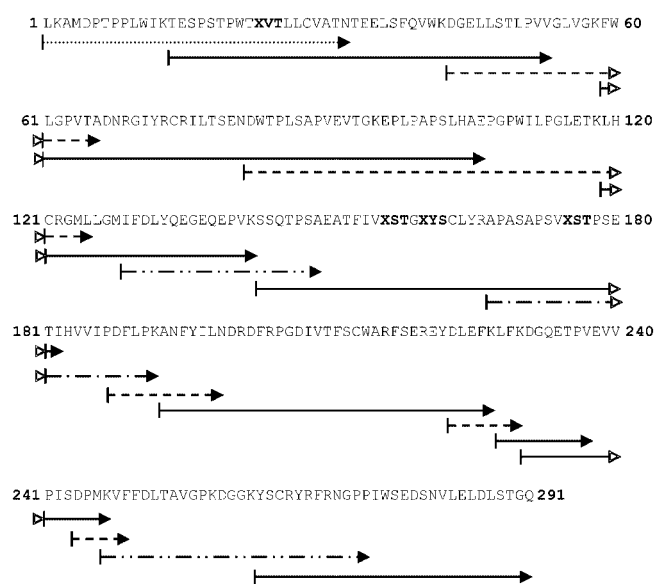 1 LKAMDPTPPLWIKTESPSTPWTXVTLLCVATNTEELSFQVWKDGELLSTLPVVGLVGKFW 60
61 LGPVTADNRGIYRCRILTSENDWTPLSAPVEVTGKEPLPAPSLHAEPGPWILPGLETKLH 120
121 CRGMLLGMIFDLYQEGEQEPVKSSQTPSAEATFIVXSTGXYSCLYRAPASAPSVXSTPSE 180
181 TIHVVIPDFLPKANFYILNDRDFRPGDIVTFSCWARFSEREYDLEFKLFKDGQETPVEVV 240
241 PISDPMKVFFDLTAVGPKDGGKYSCRYRFRNGPPIWSEDSNVLELDLSTGQ 291